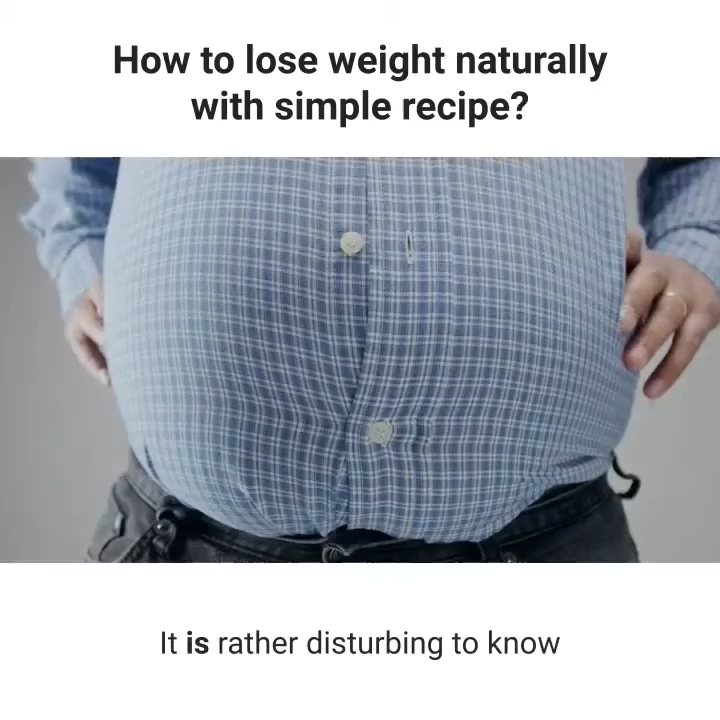 How to lose weight naturally
with simple recipe?
It is rather disturbing to know